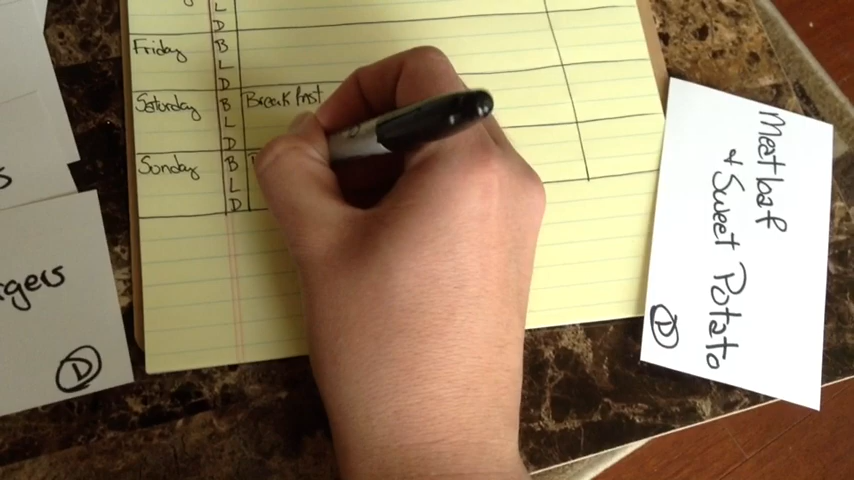 L
D
Friday B
L
D
Saturday B Breakfast
L
D
Sunday B
L
D
gers
D
Meatloaf
& Sweet Potato
D